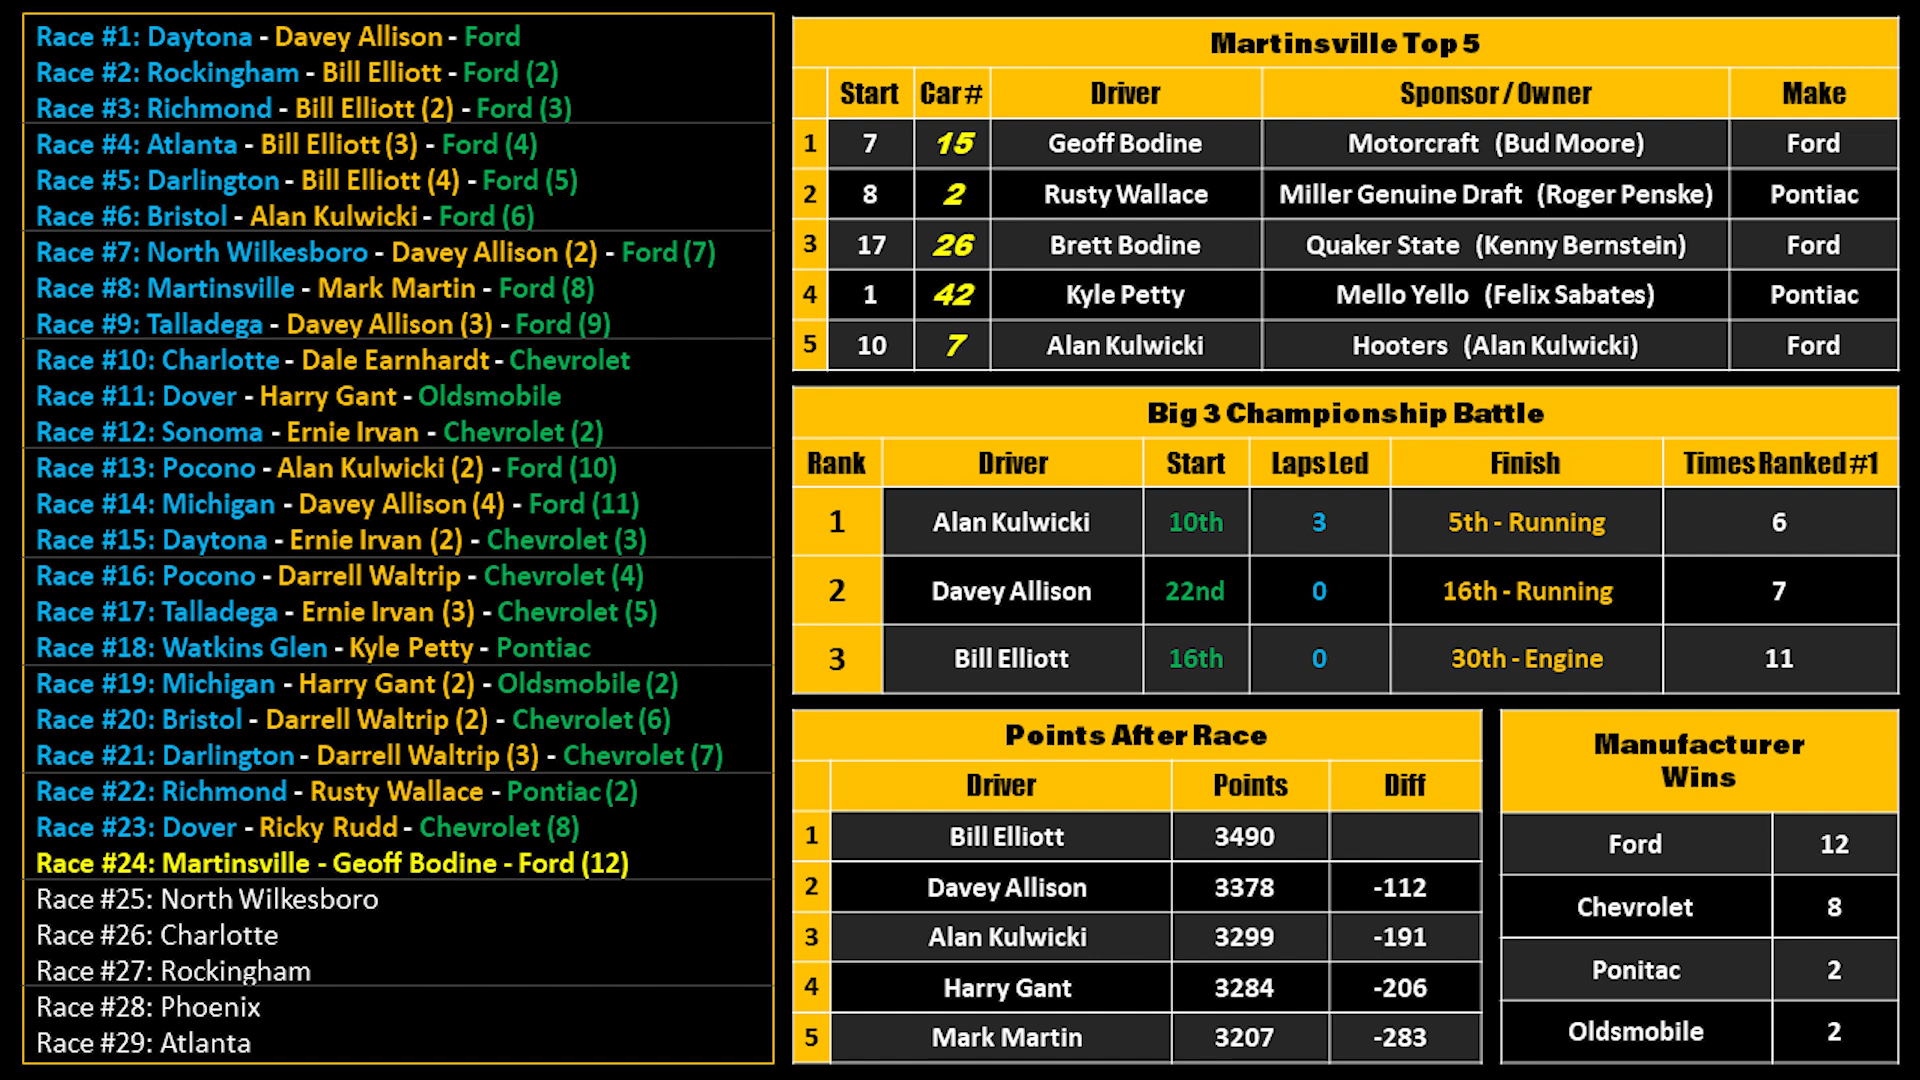 Race #1: Daytona - Davey Allison - Ford
Race #2: Rockingham - Bill Elliott - Ford (2)
Race #3: Richmond - Bill Elliott (2) - Ford (3)
Race #4: Atlanta - Bill Elliott (3) - Ford (4)
Race #5: Darlington - Bill Elliott (4) - Ford (5)
Race #6: Bristol - Alan Kulwicki - Ford (6)
Race #7: North Wilkesboro - Davey Allison (2) - Ford (7)
Race #8: Martinsville - Mark Martin - Ford (8)
Race #9: Talladega - Davey Allison (3) - Ford (9)
Race #10: Charlotte - Dale Earnhardt - Chevrolet
Race #11: Dover - Harry Gant - Oldsmobile
Race #12: Sonoma - Ernie Irvan - Chevrolet (2)
Race #13: Pocono - Alan Kulwicki (2) - Ford (10)
Race #14: Michigan - Davey Allison (4) - Ford (11)
Race #15: Daytona - Ernie Irvan (2) - Chevrolet (3)
Race #16: Pocono - Darrell Waltrip - Chevrolet (4)
Race #17: Talladega - Ernie Irvan (3) - Chevrolet (5)
Race #18: Watkins Glen - Kyle Petty - Pontiac
Race #19: Michigan - Harry Gant (2) - Oldsmobile (2)
Race #20: Bristol - Darrell Waltrip (2) - Chevrolet (6)
Race #21: Darlington - Darrell Waltrip (3) - Chevrolet (7)
Race #22: Richmond - Rusty Wallace - Pontiac (2)
Race #23: Dover - Ricky Rudd - Chevrolet (8)
Race #24: Martinsville - Geoff Bodine - Ford (12)
Race #25: North Wilkesboro
Race #26: Charlotte
Race #27: Rockingham
Race #28: Phoenix
Race #29: Atlanta
Martinsville Top 5
Start Car # Driver Sponsor / Owner Make
1 7 15 Geoff Bodine Motorcraft (Bud Moore) Ford
2 8 2 Rusty Wallace Miller Genuine Draft (Roger Penske) Pontiac
3 17 26 Brett Bodine Quaker State (Kenny Bernstein) Ford
4 1 42 Kyle Petty Mello Yello (Felix Sabates) Pontiac
5 10 7 Alan Kulwicki Hooters (Alan Kulwicki) Ford
Big 3 Championship Battle
Rank Driver Start Laps Led Finish Times Ranked #1
1 Alan Kulwicki 10th 3 5th - Running 6
2 Davey Allison 22nd 0 16th - Running 7
3 Bill Elliott 16th 0 30th - Engine 11
Points After Race
Driver Points Diff
1 Bill Elliott 3490
2 Davey Allison 3378 -112
3 Alan Kulwicki 3299 -191
4 Harry Gant 3284 -206
5 Mark Martin 3207 -283
Manufacturer
Wins
Ford 12
Chevrolet 8
Ponitac 2
Oldsmobile 2